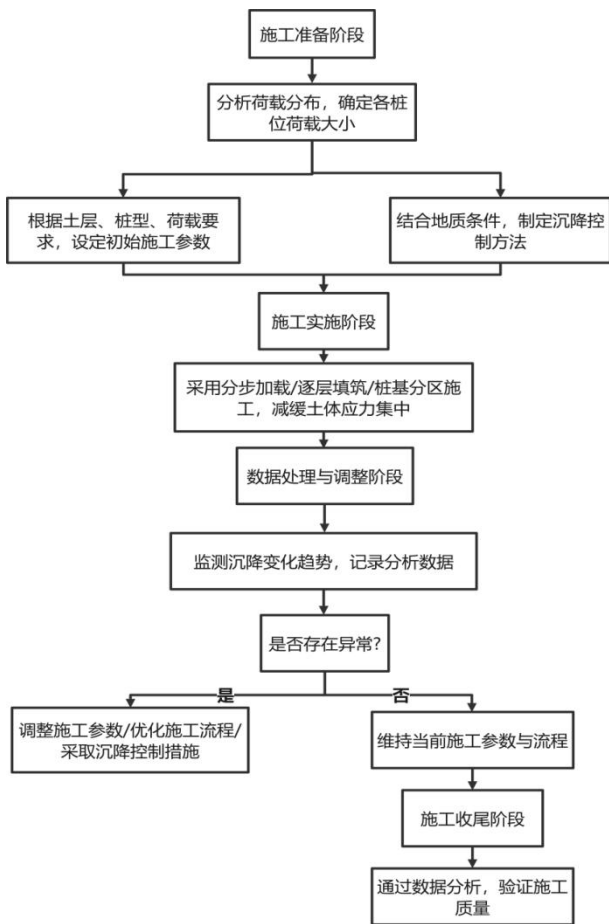 施工准备阶段
分析荷载分布，确定各桩
位荷载大小
根据土层、桩型、荷载要
求，设定初始施工参数
结合地质条件，制定沉降控
制方法
施工实施阶段
采用分步加载/逐层填筑/桩基分区施
工，减缓土体应力集中
数据处理与调整阶段
监测沉降变化趋势，记录分析数据
是否存在异常?
是
否
调整施工参数/优化施工流程/
采取沉降控制措施
维持当前施工参数与流程
施工收尾阶段
通过数据分析，验证施工
质量